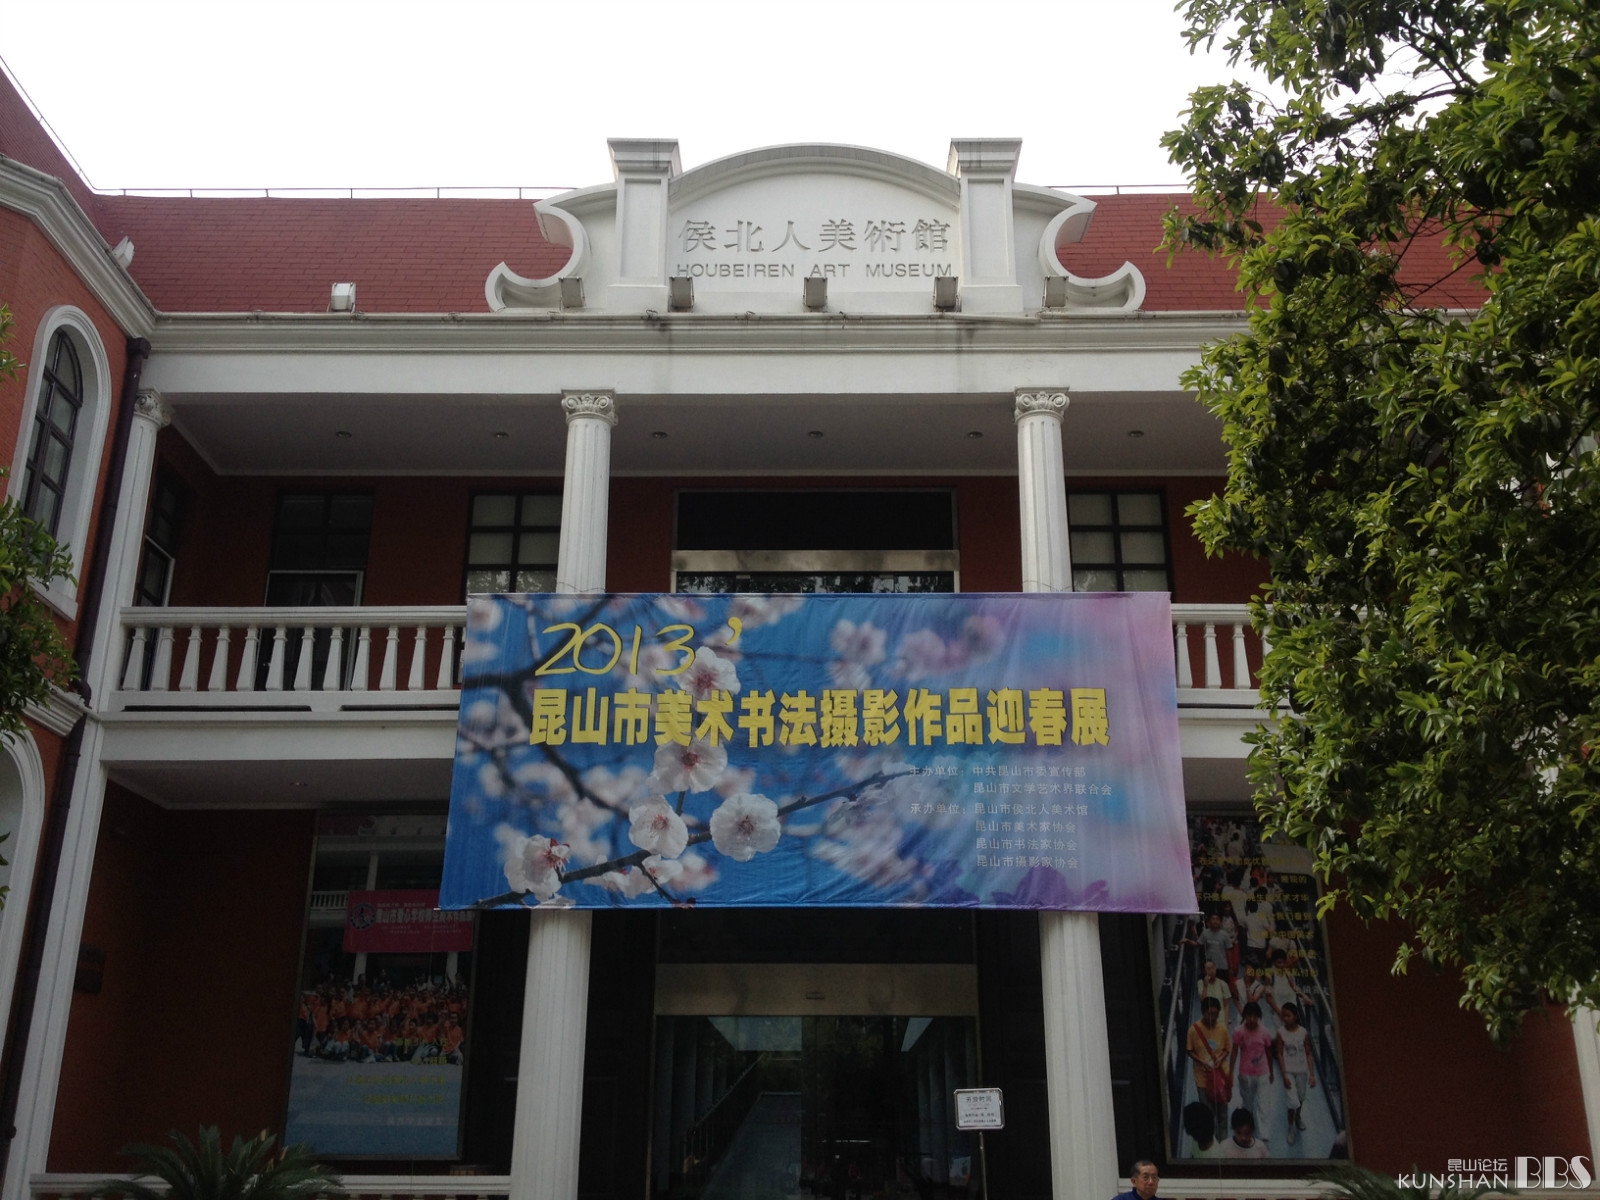 侯北人美術館
HOUBEIREN ART MUSEUM
2013'
昆山市美术书法摄影作品迎春展
主办单位：中共昆山市委宣传部
昆山市文学艺术界联合会
承办单位：昆山市侯北人美术馆
昆山市美术家协会
昆山市书法家协会
昆山市摄影家协会
昆山论坛
KUNSHAN BBS